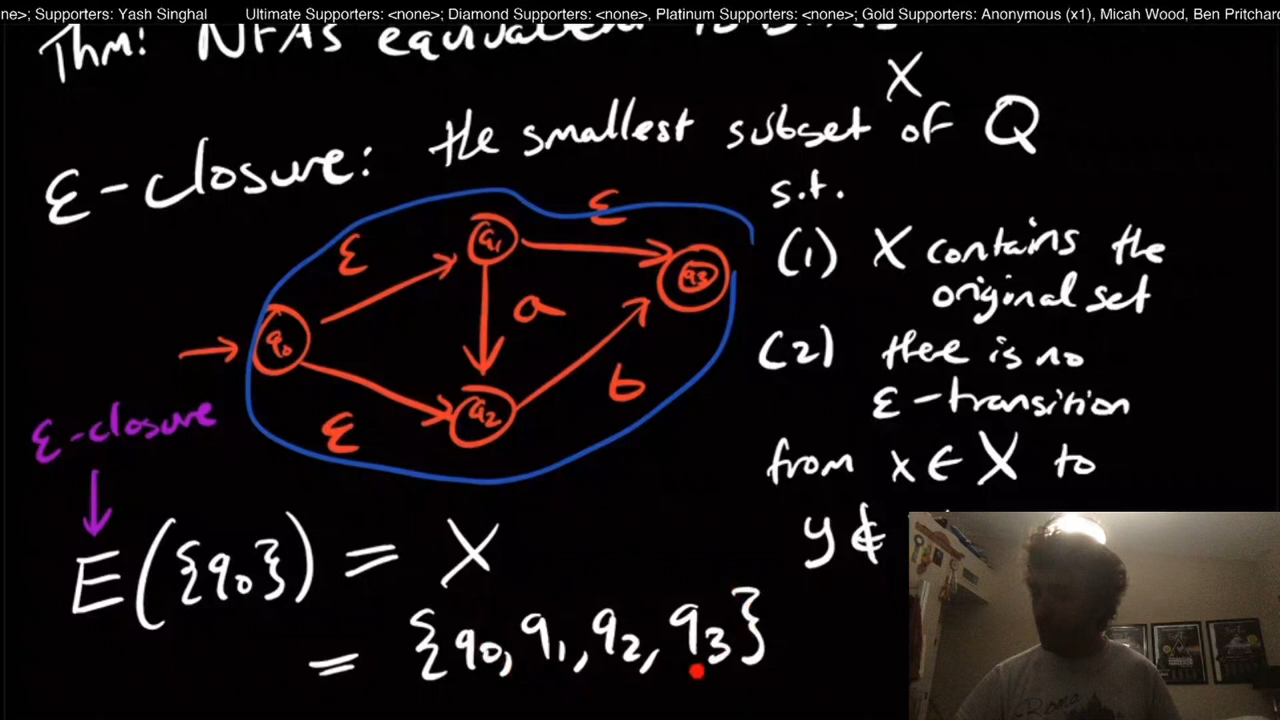 ne>; Supporters: Yash Singhal Ultimate Supporters: <none>; Diamond Supporters: <none>, Platinum Supporters: <none>; Gold Supporters: Anonymous (x1), Micah Wood, Ben Pritchar
Thm: NFAs equivalent
X
ε-closure: the smallest subset of Q
s.t.
(1) X contains the
original set
(2) thee is no
ε-transition
from x ∈ X to
y ∉
ε
ε
q1
q3
a
q0
b
q2
ε
ε-closure
E({q0}) = X
= {q0, q1, q2, q3}